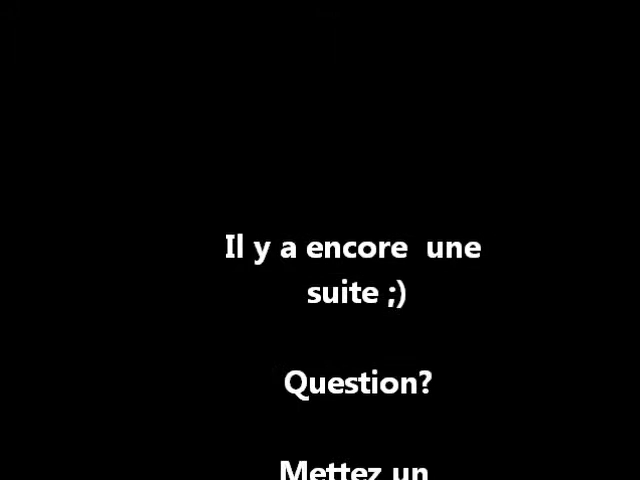 Il y a encore  une
suite ;)
Question?
Mettez un